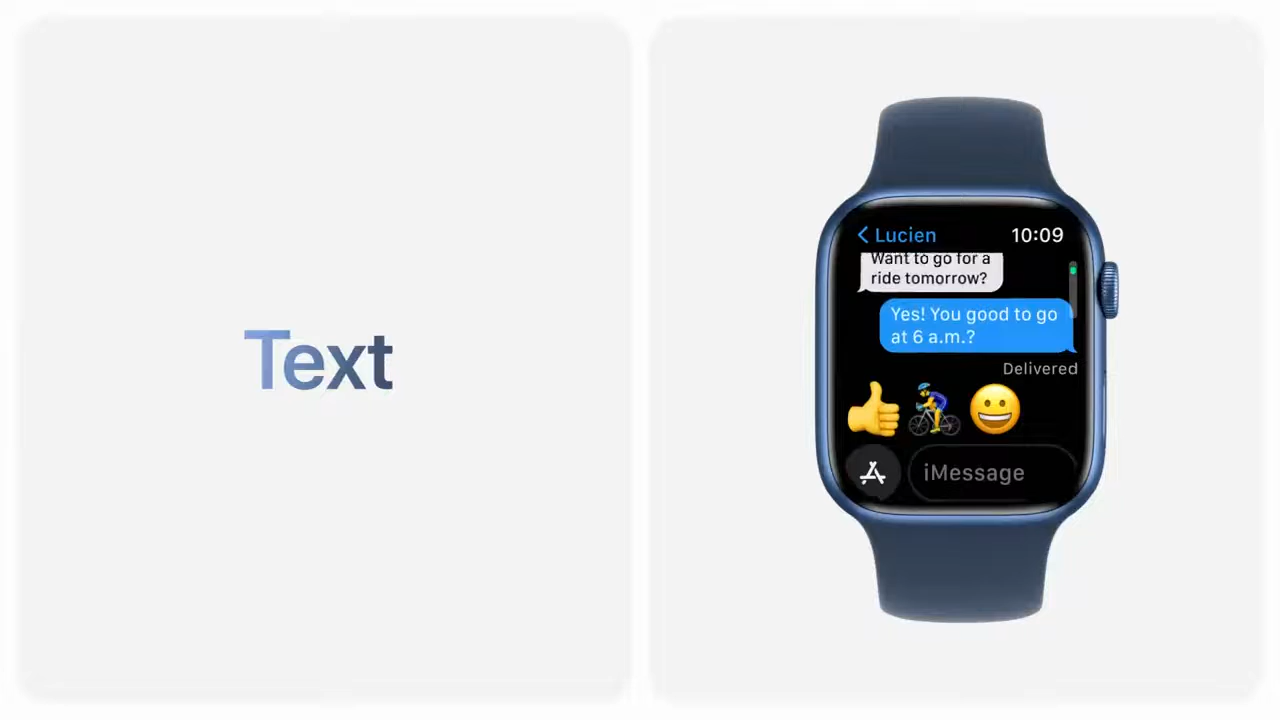 Text
Lucien
10:09
Want to go for a
ride tomorrow?
Yes! You good to go
at 6 a.m.?
Delivered
iMessage